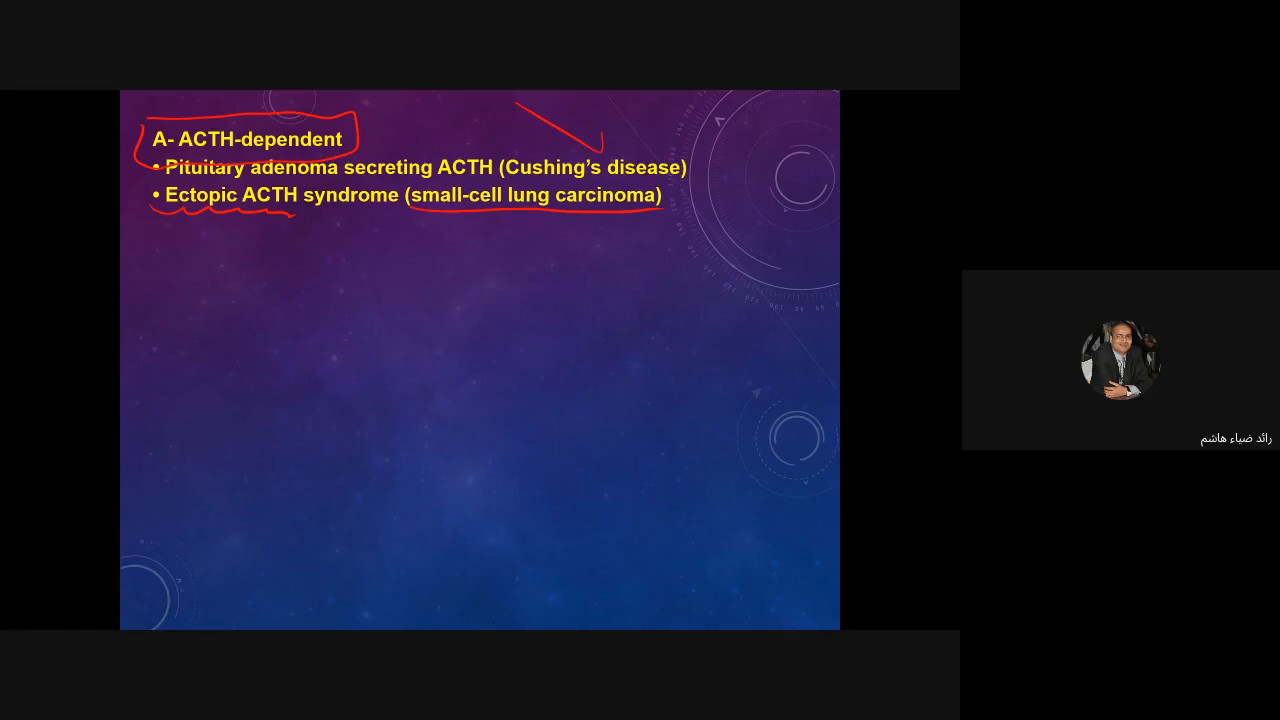 A- ACTH-dependent
• Pituitary adenoma secreting ACTH (Cushing’s disease)
• Ectopic ACTH syndrome (small-cell lung carcinoma)
رائد ضياء هاشم